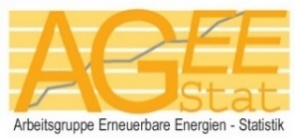 AGEE
Stat
Arbeitsgruppe Erneuerbare Energien - Statistik